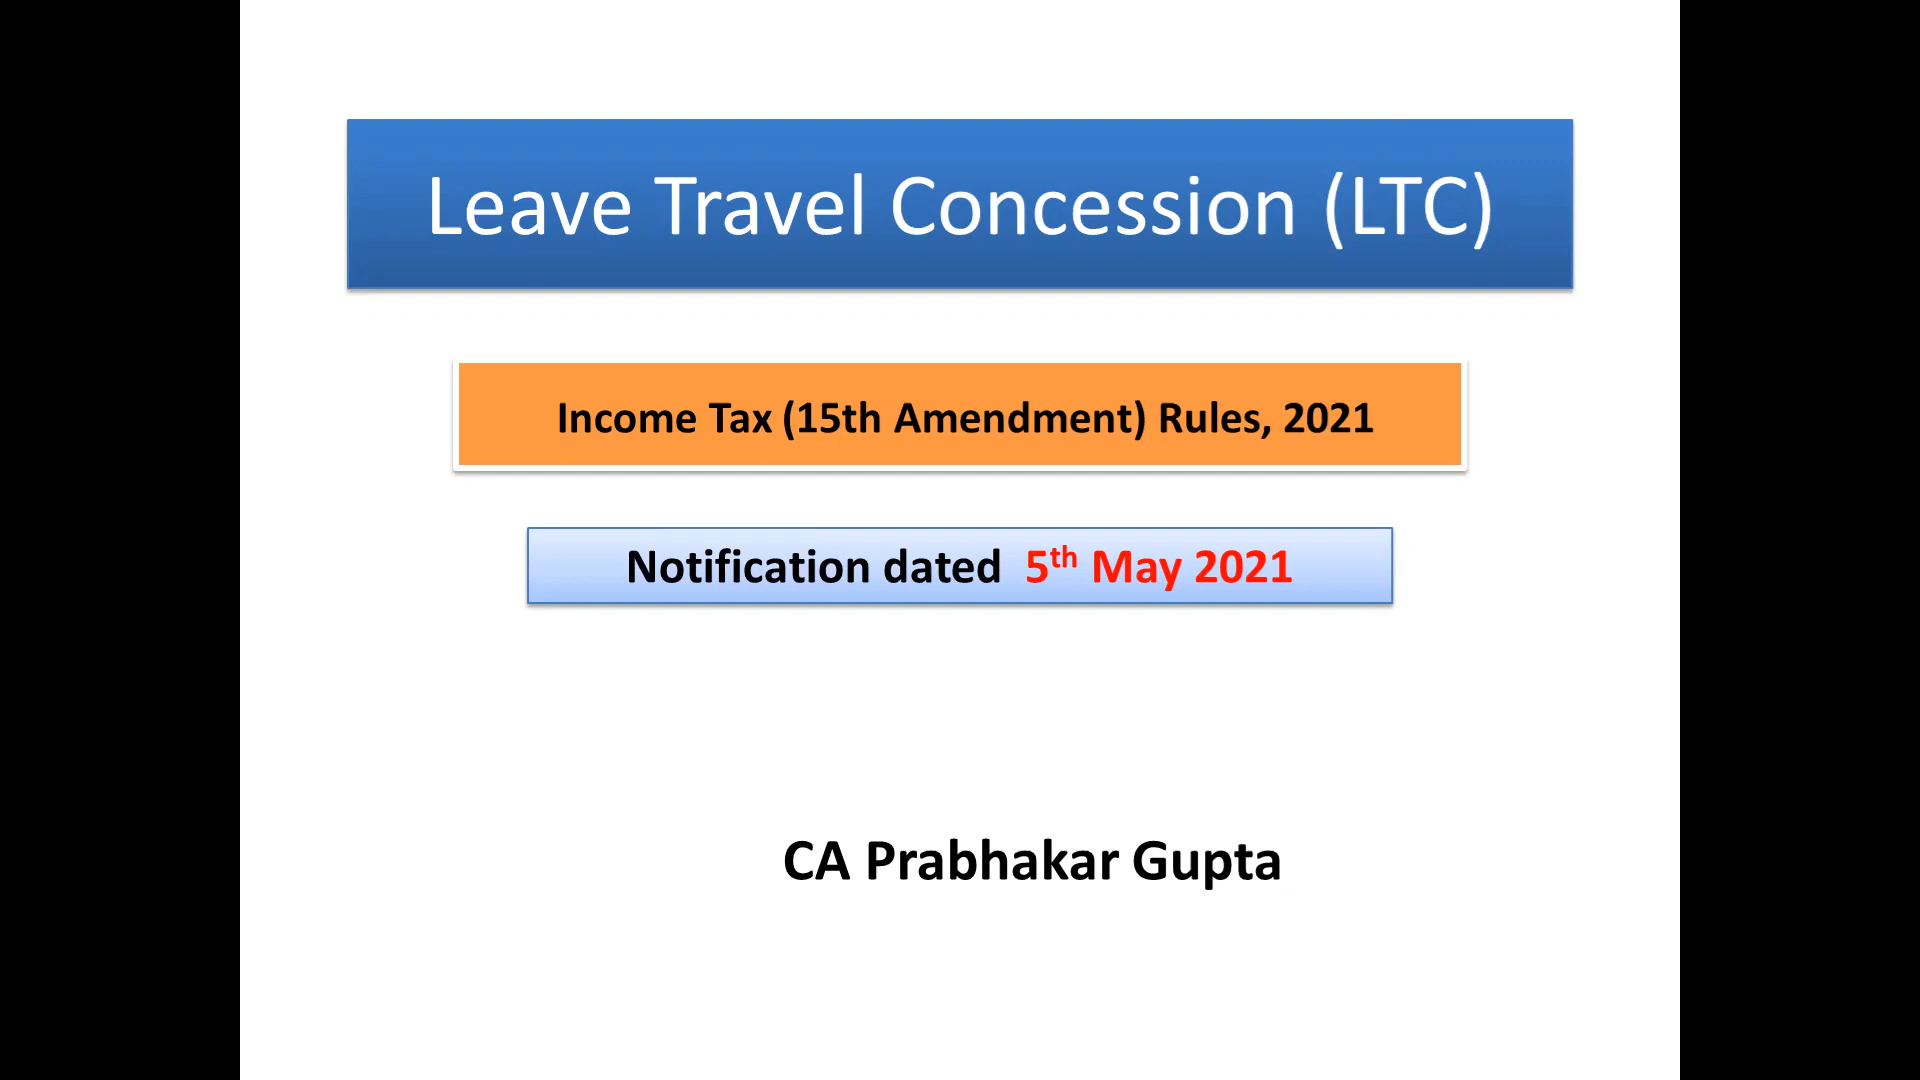 Leave Travel Concession (LTC)
Income Tax (15th Amendment) Rules, 2021
Notification dated 5th May 2021
CA Prabhakar Gupta